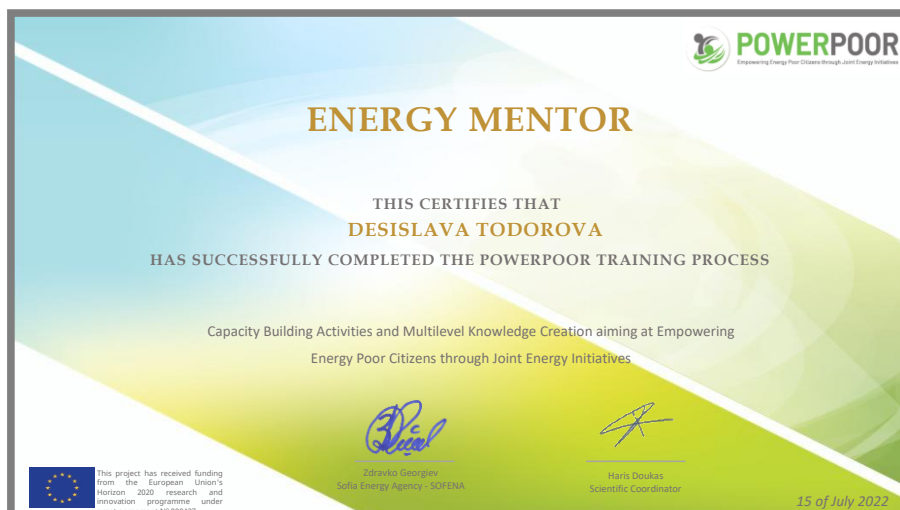 POWERPOOR
Empowering Energy Poor Citizens through Joint Energy Initiatives
ENERGY MENTOR
THIS CERTIFIES THAT
DESISLAVA TODOROVA
HAS SUCCESSFULLY COMPLETED THE POWERPOOR TRAINING PROCESS
Capacity Building Activities and Multilevel Knowledge Creation aiming at Empowering
Energy Poor Citizens through Joint Energy Initiatives
Zdravko Georgiev
Sofia Energy Agency - SOFENA
Haris Doukas
Scientific Coordinator
This project has received funding
from the European Union's
Horizon 2020 research and
innovation programme under
15 of July 2022